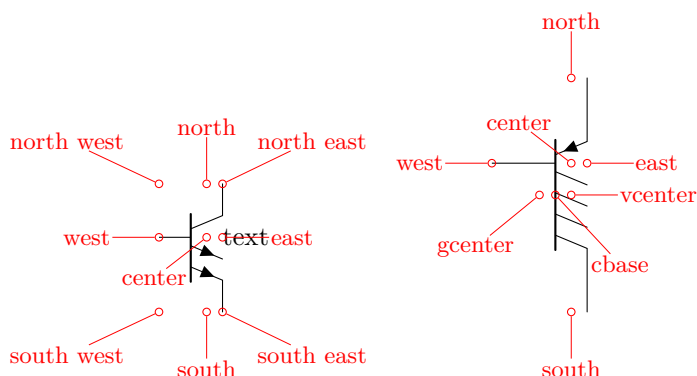 north
north west
north
north east
center
west
east
vcenter
west
text
east
gcenter
center
cbase
south west
south
south east
south